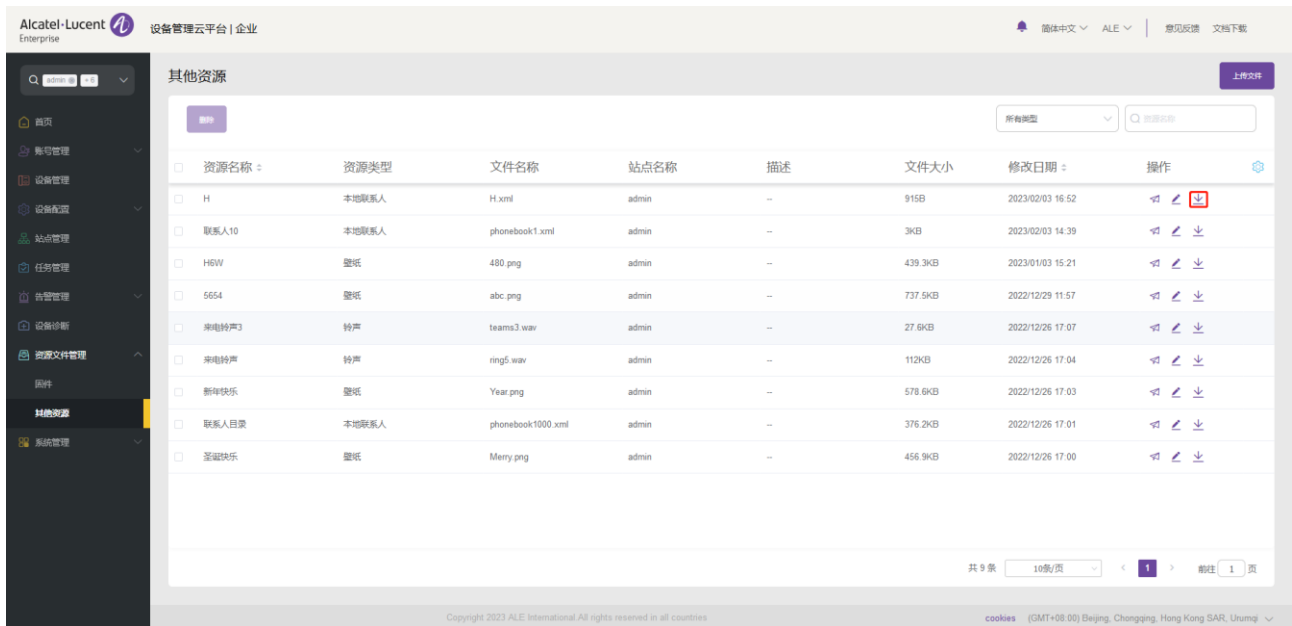 Alcatel·Lucent
Enterprise
设备管理云平台 | 企业
简体中文 ALE 意见反馈 文档下载
admin + 6
首页
账号管理
设备管理
设备配置
站点管理
任务管理
告警管理
设备诊断
资源文件管理
固件
其他资源
系统管理
其他资源 上传文件
删除 所有类型 资源名称
资源名称 资源类型 文件名称 站点名称 描述 文件大小 修改日期 操作
H 本地联系人 H.xml admin -- 915B 2023/02/03 16:52
联系人10 本地联系人 phonebook1.xml admin -- 3KB 2023/02/03 14:39
H6W 壁纸 480.png admin -- 439.3KB 2023/01/03 15:21
5654 壁纸 abc.png admin -- 737.5KB 2022/12/29 11:57
来电铃声3 铃声 teams3.wav admin -- 27.6KB 2022/12/26 17:07
来电铃声 铃声 ring5.wav admin -- 112KB 2022/12/26 17:04
新年快乐 壁纸 Year.png admin -- 578.6KB 2022/12/26 17:03
联系人目录 本地联系人 phonebook1000.xml admin -- 376.2KB 2022/12/26 17:01
圣诞快乐 壁纸 Merry.png admin -- 456.9KB 2022/12/26 17:00
共 9 条 10条/页 < 1 > 前往 1 页
Copyright 2023 ALE International.All rights reserved in all countries
cookies (GMT+08:00) Beijing, Chongqing, Hong Kong SAR, Urumqi